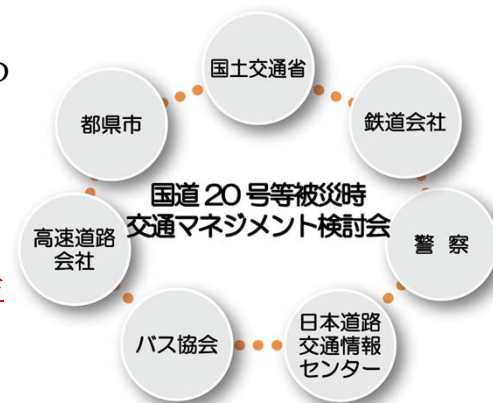 の
国土交通省
都県市
鉄道会社
国道20号等被災時
交通マネジメント検討会
高速道路
会社
警 察
バス協会
日本道路
交通情報
センター